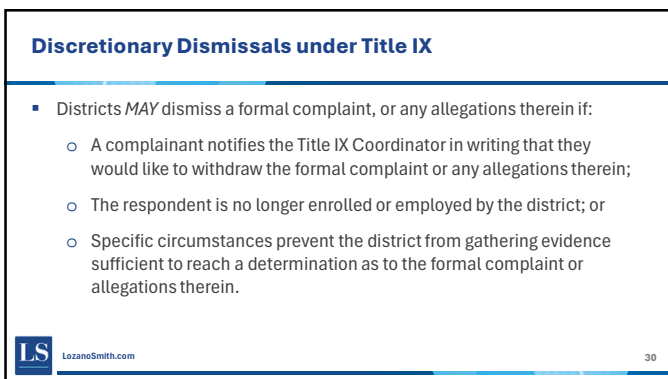 Discretionary Dismissals under Title IX
▪ Districts MAY dismiss a formal complaint, or any allegations therein if:
o A complainant notifies the Title IX Coordinator in writing that they
would like to withdraw the formal complaint or any allegations therein;
o The respondent is no longer enrolled or employed by the district; or
o Specific circumstances prevent the district from gathering evidence
sufficient to reach a determination as to the formal complaint or
allegations therein.
LS LozanoSmith.com 30